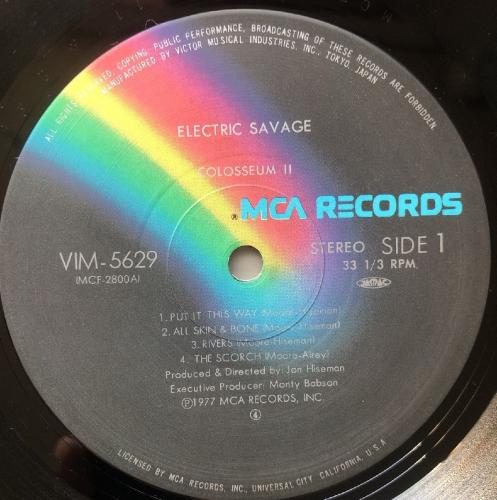 ALL RIGHTS RESERVED. COPYING, PUBLIC PERFORMANCE, BROADCASTING OF THESE RECORDS ARE FORBIDDEN.
MANUFACTURED BY VICTOR MUSICAL INDUSTRIES, INC., TOKYO, JAPAN
ELECTRIC SAVAGE
COLOSSEUM II
® MCA RECORDS
VIM-5629
(MCF-2800A)
STEREO SIDE 1
33 1/3 RPM.
JASRAC
1. PUT IT THIS WAY (Moore-Hiseman)
2. ALL SKIN & BONE (Moore-Hiseman)
3. RIVERS (Moore-Hiseman)
4. THE SCORCH (Moore-Airey)
Produced & Directed by: Jon Hiseman
Executive Producer: Monty Babson
Ⓟ1977 MCA RECORDS, INC.
④
LICENSED BY MCA RECORDS, INC., UNIVERSAL CITY, CALIFORNIA, U.S.A